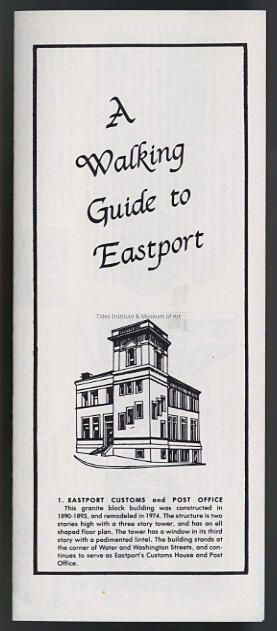 A
Walking
Guide to
Eastport
Tides Institute & Museum of Art
1. EASTPORT CUSTOMS and POST OFFICE
This granite block building was constructed in
1890-1893, and remodeled in 1974. The structure is two
stories high with a three story tower, and has an ell
shaped floor plan. The tower has a window in its third
story with a pedimented lintel. The building stands at
the corner of Water and Washington Streets, and con-
tinues to serve as Eastport's Customs House and Post
Office.